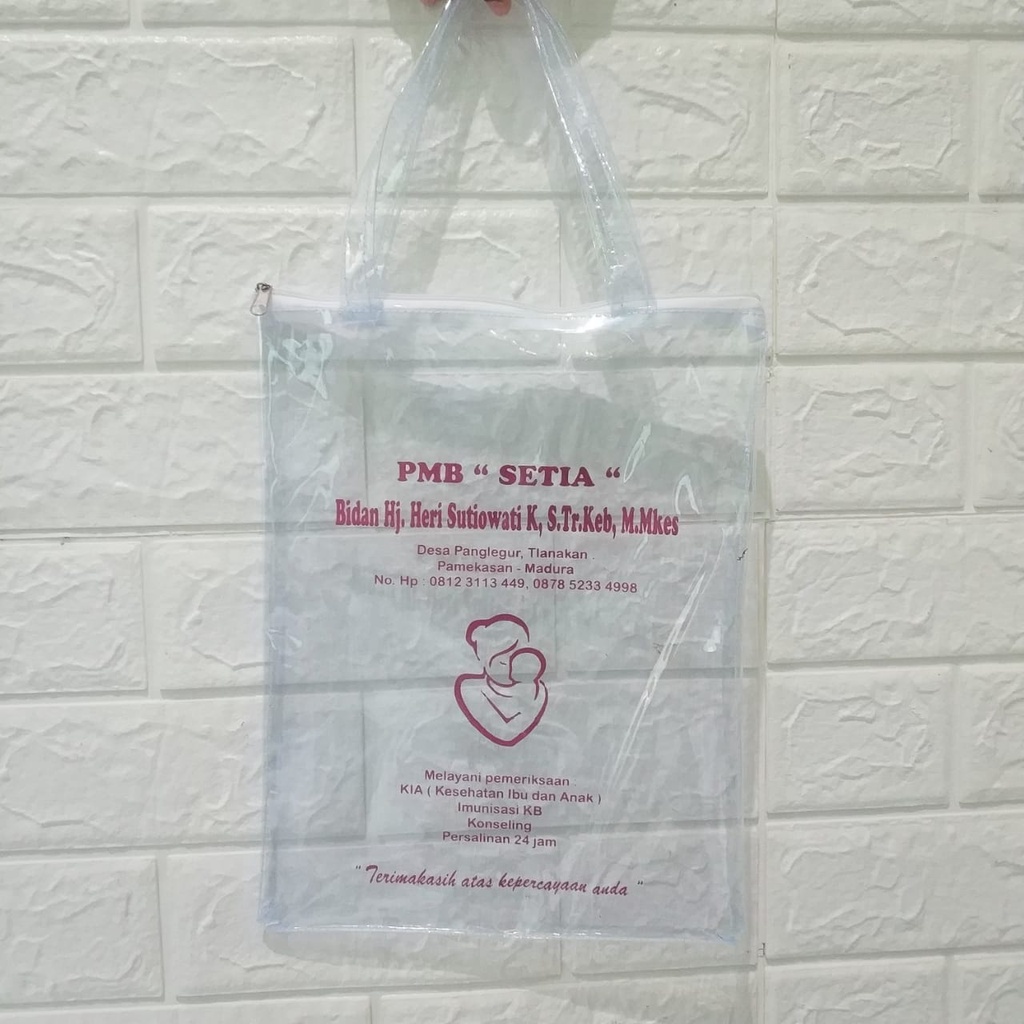 PMB “ SETIA “
Bidan Hj. Heri Sutiowati K, S.Tr.Keb, M.Mkes
Desa Panglegur, Tlanakan .
Pamekasan - Madura
No. Hp : 0812 3113 449, 0878 5233 4998
Melayani pemeriksaan .
KIA ( Kesehatan Ibu dan Anak )
Imunisasi KB
Konseling
Persalinan 24 jam
" Terimakasih atas kepercayaan anda "